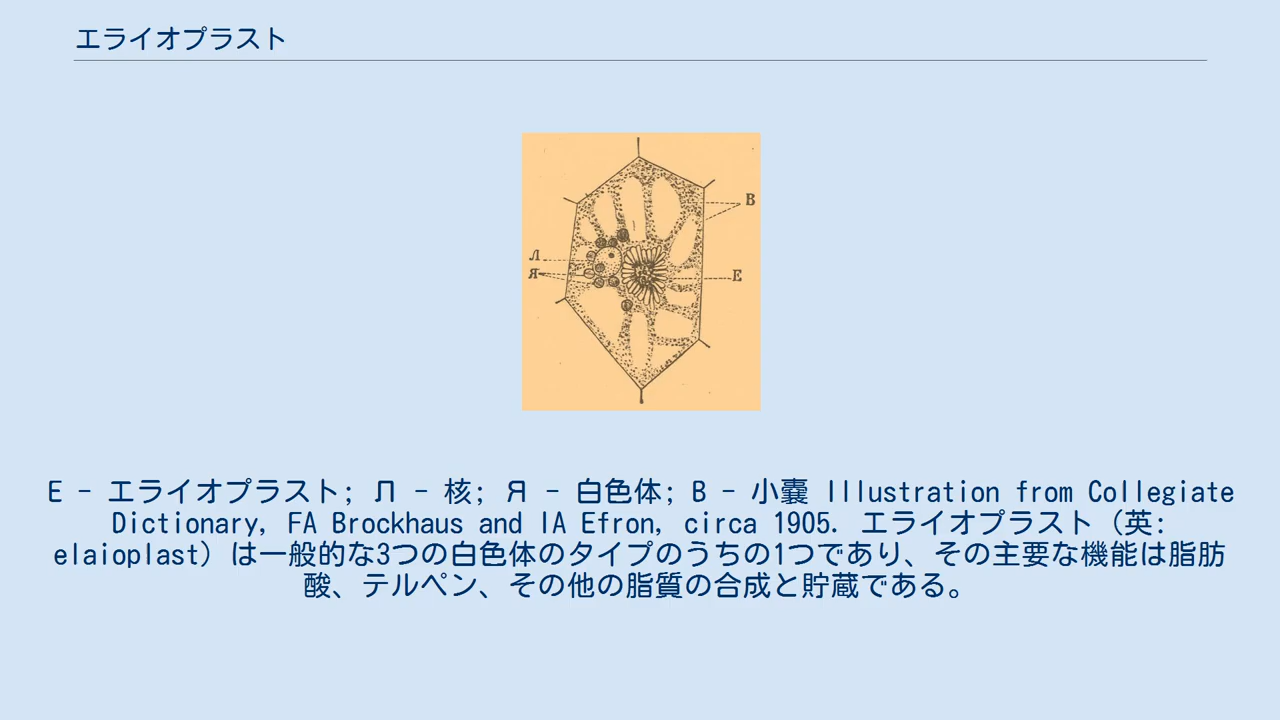 エライオプラスト
B
Л
Я
E
E - エライオプラスト; Л - 核; Я - 白色体; B - 小嚢 Illustration from Collegiate
Dictionary, FA Brockhaus and IA Efron, circa 1905. エライオプラスト（英:
elaioplast）は一般的な3つの白色体のタイプのうちの1つであり、その主要な機能は脂肪
酸、テルペン、その他の脂質の合成と貯蔵である。